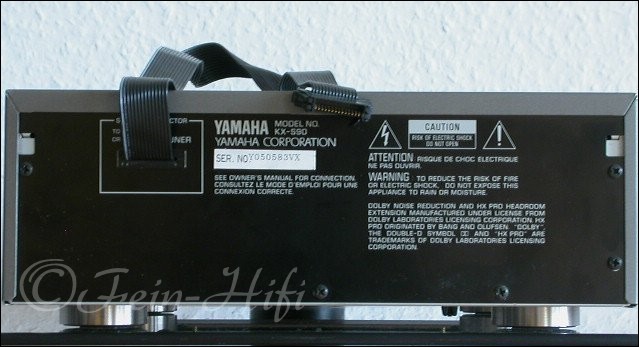 YAMAHA MODEL NO.
KX-690
YAMAHA CORPORATION
SER. NO Y050583VX
SEE OWNER'S MANUAL FOR CONNECTION
CONSULTEZ LE MODE D'EMPLOI POUR UNE
CONNEXION CORRECTE.
CAUTION
RISK OF ELECTRIC SHOCK
DO NOT OPEN
ATTENTION RISQUE DE CHOC ELECTRIQUE
NE PAS OUVRIR.
WARNING TO REDUCE THE RISK OF FIRE
OR ELECTRIC SHOCK. DO NOT EXPOSE THIS
APPLIANCE TO RAIN OR MOISTURE.
DOLBY NOISE REDUCTION AND HX PRO HEADROOM
EXTENSION MANUFACTURED UNDER LICENSE FROM
DOLBY LABORATORIES LICENSING CORPORATION. HX
PRO ORIGINATED BY BANG AND OLUFSEN. "DOLBY",
THE DOUBLE-D SYMBOL AND "HX PRO" ARE
TRADEMARKS OF DOLBY LABORATORIES LICENSING
CORPORATION.
© Fein-Hifi